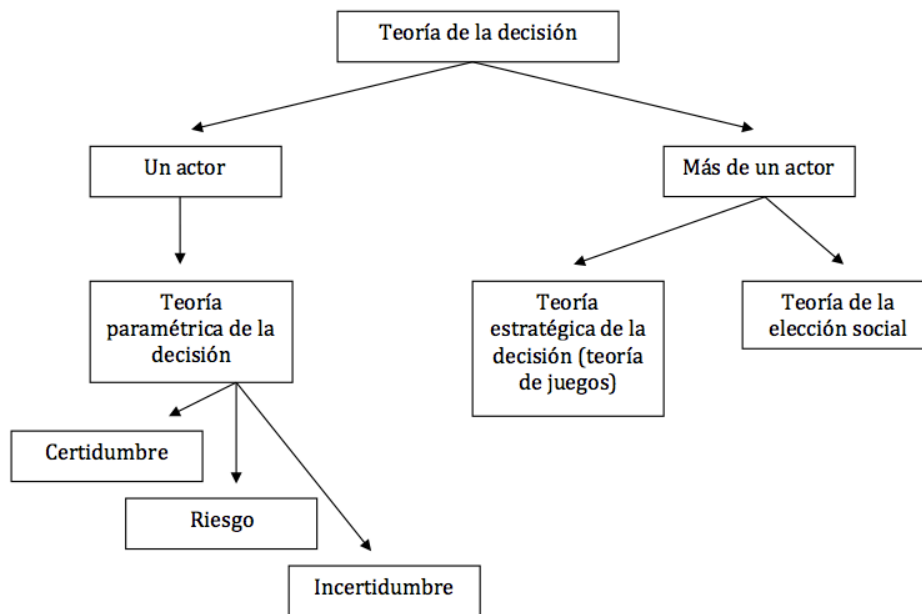 Teoría de la decisión
Un actor
Más de un actor
Teoría
paramétrica de la
decisión
Teoría
estratégica de la
decisión (teoría
de juegos)
Teoría de la
elección social
Certidumbre
Riesgo
Incertidumbre